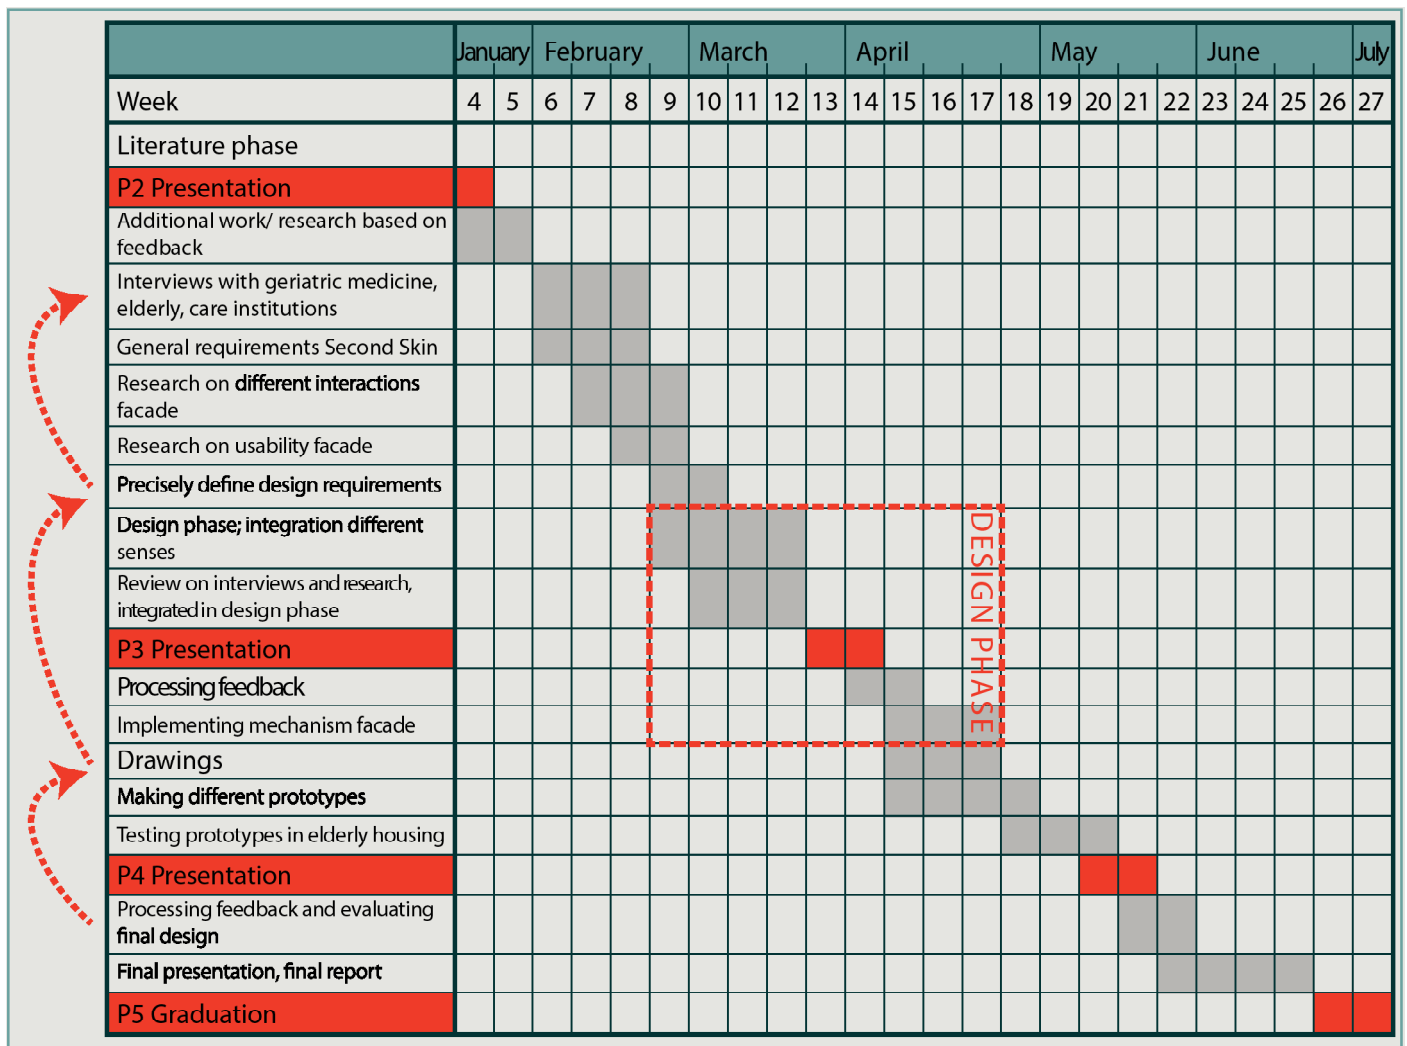 January February March April May June July
Week 4 5 6 7 8 9 10 11 12 13 14 15 16 17 18 19 20 21 22 23 24 25 26 27
Literature phase
P2 Presentation
Additional work/ research based on
feedback
Interviews with geriatric medicine,
elderly, care institutions
General requirements Second Skin
Research on different interactions
facade
Research on usability facade
Precisely define design requirements
Design phase; integration different
senses
Review on interviews and research,
integrated in design phase
P3 Presentation
Processing feedback
Implementing mechanism facade
DESIGN PHASE
Drawings
Making different prototypes
Testing prototypes in elderly housing
P4 Presentation
Processing feedback and evaluating
final design
Final presentation, final report
P5 Graduation